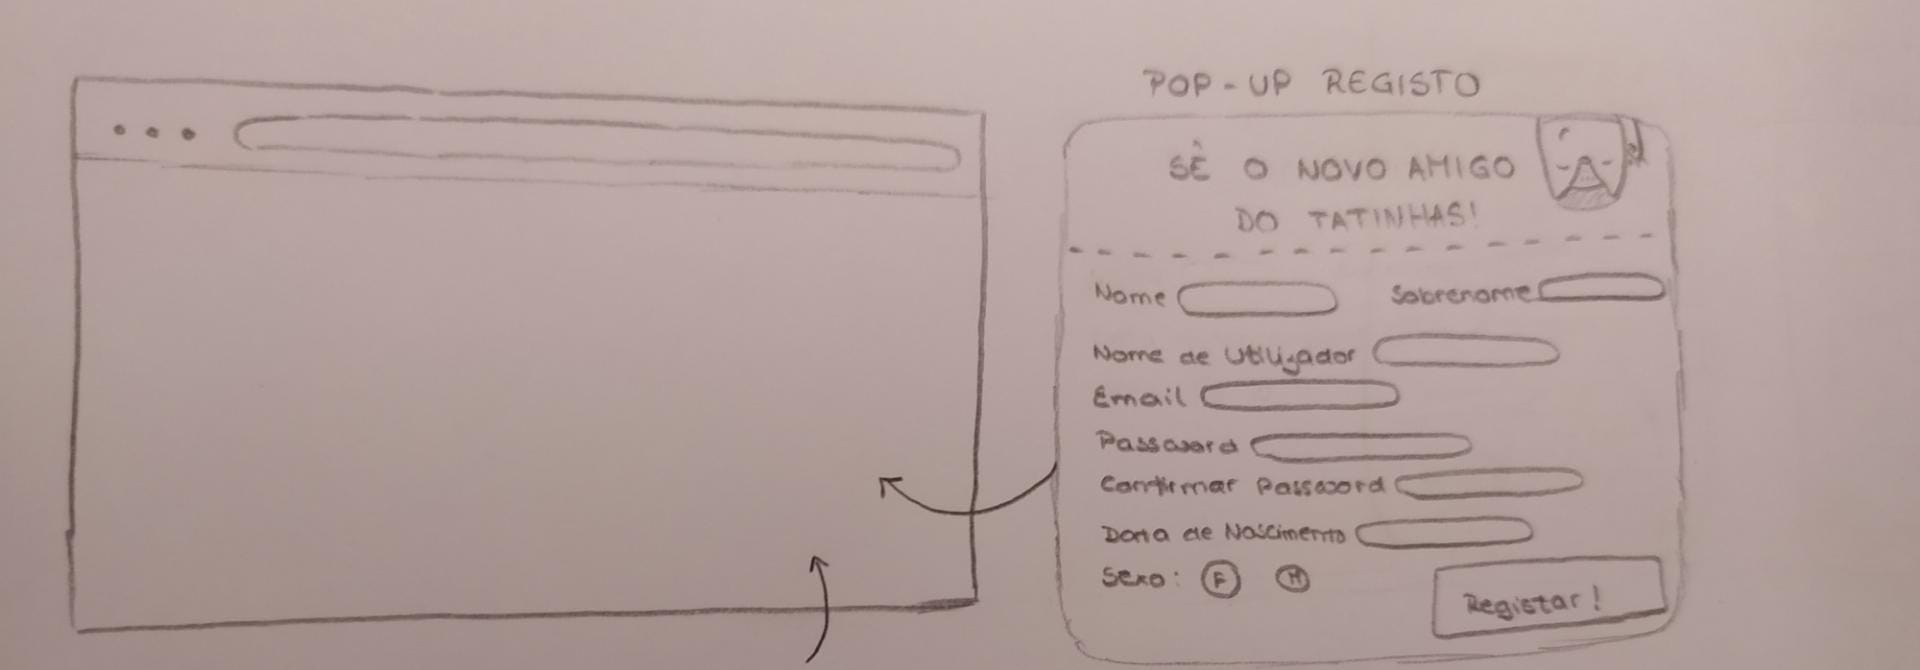 POP-UP REGISTO
SÊ O NOVO AMIGO
DO TATINHAS!
Nome Sobrenome
Nome de Utilizador
Email
Password
Confirmar Password
Data de Nascimento
Sexo: F M
Registar!